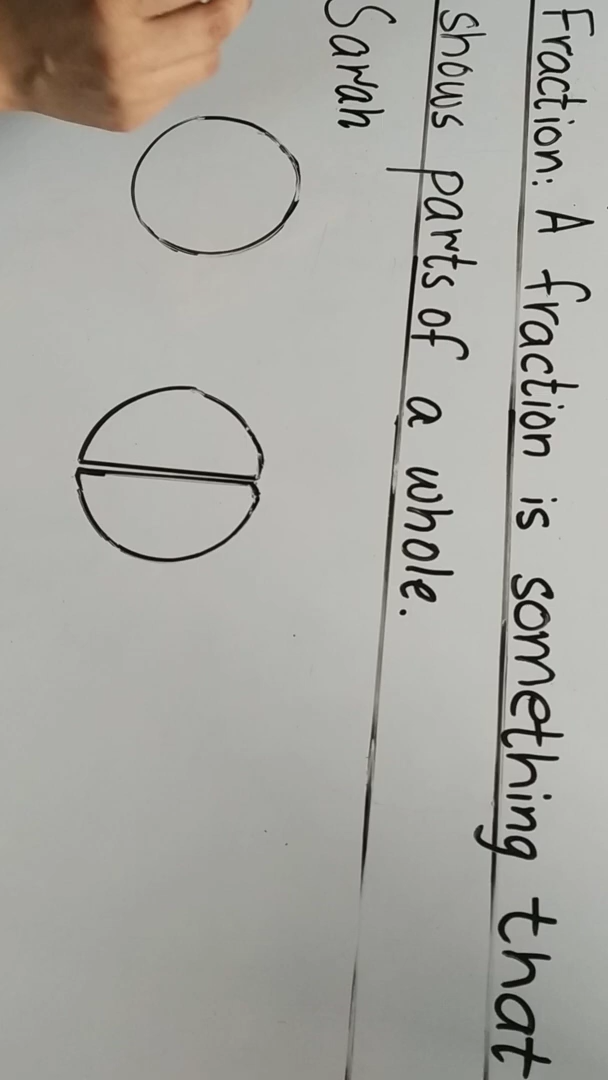 Fraction: A fraction is something that
shows parts of a whole.
Sarah